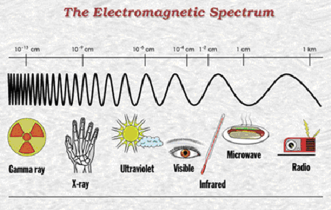 The Electromagnetic Spectrum
1 cm
1 km
Gamma ray
X-ray
Ultraviolet
Visible
Infrared
Microwave
Radio